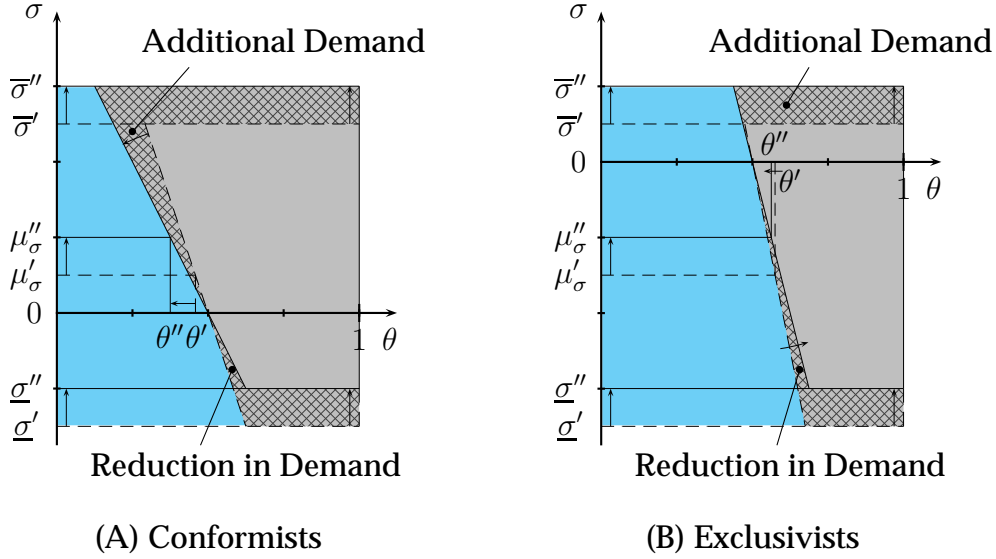 σ
Additional Demand
σ̅″
σ̅′
μ″σ
μ′σ
0
θ″ θ′
1 θ
σ̲″
σ̲′
Reduction in Demand
(A) Conformists
σ
Additional Demand
σ̅″
σ̅′
0
θ″
θ′
1 θ
μ″σ
μ′σ
σ̲″
σ̲′
Reduction in Demand
(B) Exclusivists